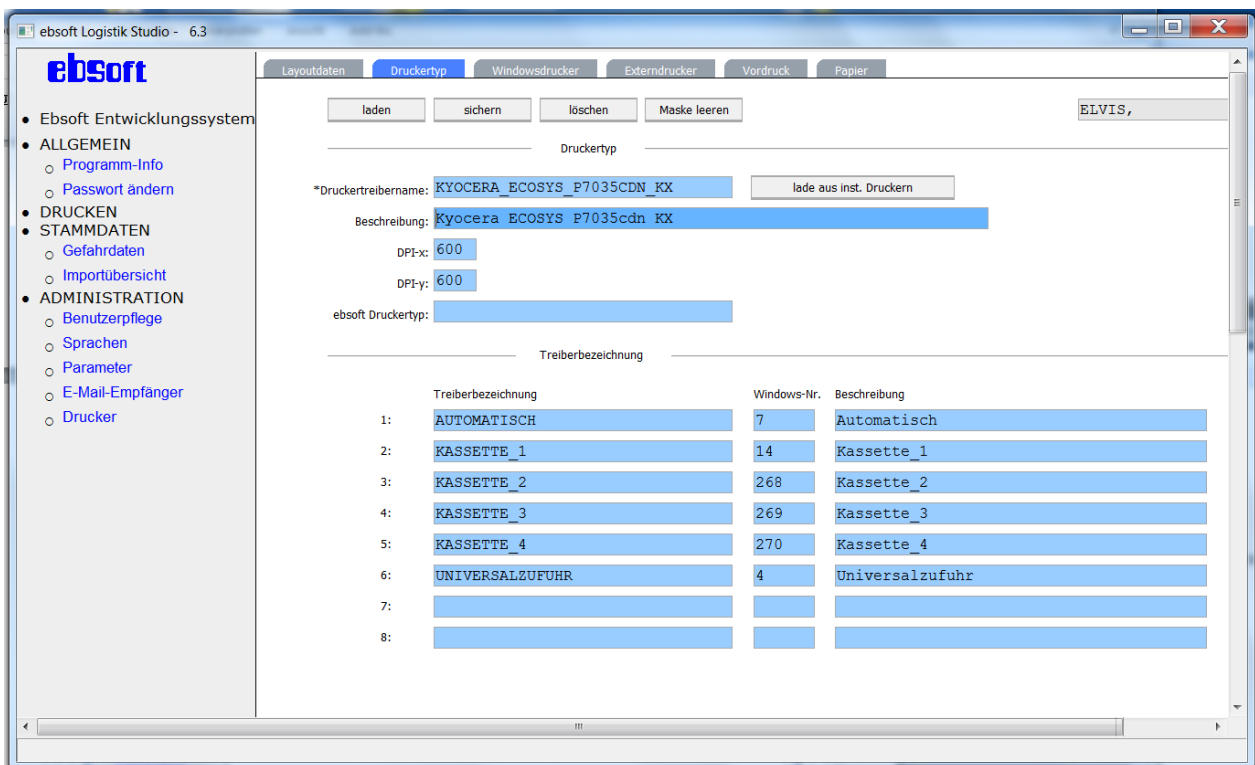 ebsoft Logistik Studio - 6.3
ebsoft
Ebsoft Entwicklungssystem
ALLGEMEIN
Programm-Info
Passwort ändern
DRUCKEN
STAMMDATEN
Gefahrdaten
Importübersicht
ADMINISTRATION
Benutzerpflege
Sprachen
Parameter
E-Mail-Empfänger
Drucker
Layoutdaten Druckertyp Windowsdrucker Externdrucker Vordruck Papier
laden sichern löschen Maske leeren ELVIS,
Druckertyp
*Druckertreibername: KYOCERA_ECOSYS_P7035CDN_KX lade aus inst. Druckern
Beschreibung: Kyocera ECOSYS P7035cdn KX
DPI-x: 600
DPI-y: 600
ebsoft Druckertyp:
Treiberbezeichnung
Treiberbezeichnung Windows-Nr. Beschreibung
1: AUTOMATISCH 7 Automatisch
2: KASSETTE_1 14 Kassette_1
3: KASSETTE_2 268 Kassette_2
4: KASSETTE_3 269 Kassette_3
5: KASSETTE_4 270 Kassette_4
6: UNIVERSALZUFUHR 4 Universalzufuhr
7:
8: